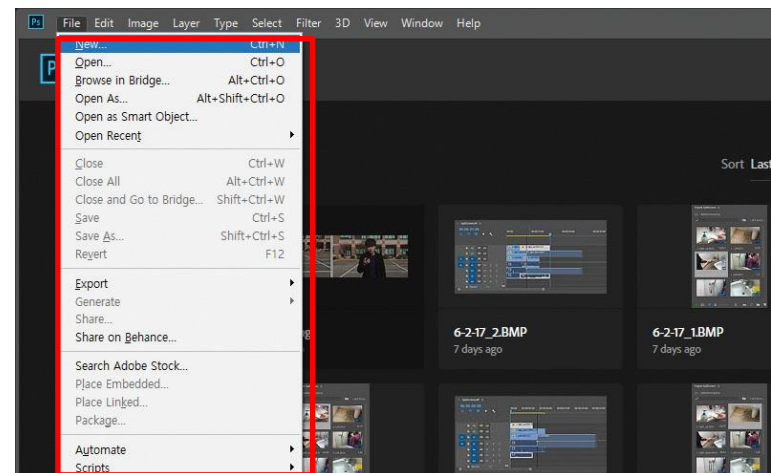 Ps File Edit Image Layer Type Select Filter 3D View Window Help
New... Ctrl+N
Open... Ctrl+O
Browse in Bridge... Alt+Ctrl+O
Open As... Alt+Shift+Ctrl+O
Open as Smart Object...
Open Recent
Close Ctrl+W
Close All Alt+Ctrl+W
Close and Go to Bridge... Shift+Ctrl+W
Save Ctrl+S
Save As... Shift+Ctrl+S
Revert F12
Export
Generate
Share...
Share on Behance...
Search Adobe Stock...
Place Embedded...
Place Linked...
Package...
Automate
Scripts
Sort Last
6-2-17_2.BMP
7 days ago
6-2-17_1.BMP
7 days ago